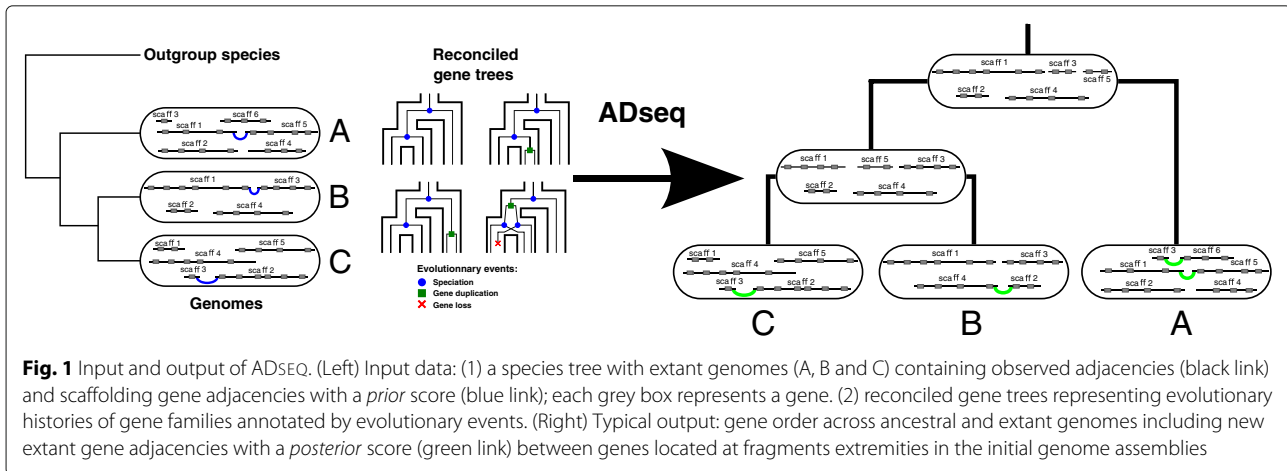 Outgroup species
scaff 3
scaff 6
scaff 1
scaff 5
scaff 2
scaff 4
A
scaff 1
scaff 3
scaff 2
scaff 4
B
scaff 1
scaff 5
scaff 4
scaff 3
scaff 2
C
Genomes
Reconciled
gene trees
Evolutionnary events:
Speciation
Gene duplication
Gene loss
ADseq
scaff 1
scaff 3
scaff 5
scaff 2
scaff 4
scaff 1
scaff 5
scaff 3
scaff 2
scaff 4
scaff 1
scaff 5
scaff 4
scaff 3
scaff 2
C
scaff 1
scaff 3
scaff 4
scaff 2
B
scaff 3
scaff 6
scaff 1
scaff 5
scaff 2
scaff 4
A
Fig. 1 Input and output of ADSEQ. (Left) Input data: (1) a species tree with extant genomes (A, B and C) containing observed adjacencies (black link)
and scaffolding gene adjacencies with a prior score (blue link); each grey box represents a gene. (2) reconciled gene trees representing evolutionary
histories of gene families annotated by evolutionary events. (Right) Typical output: gene order across ancestral and extant genomes including new
extant gene adjacencies with a posterior score (green link) between genes located at fragments extremities in the initial genome assemblies